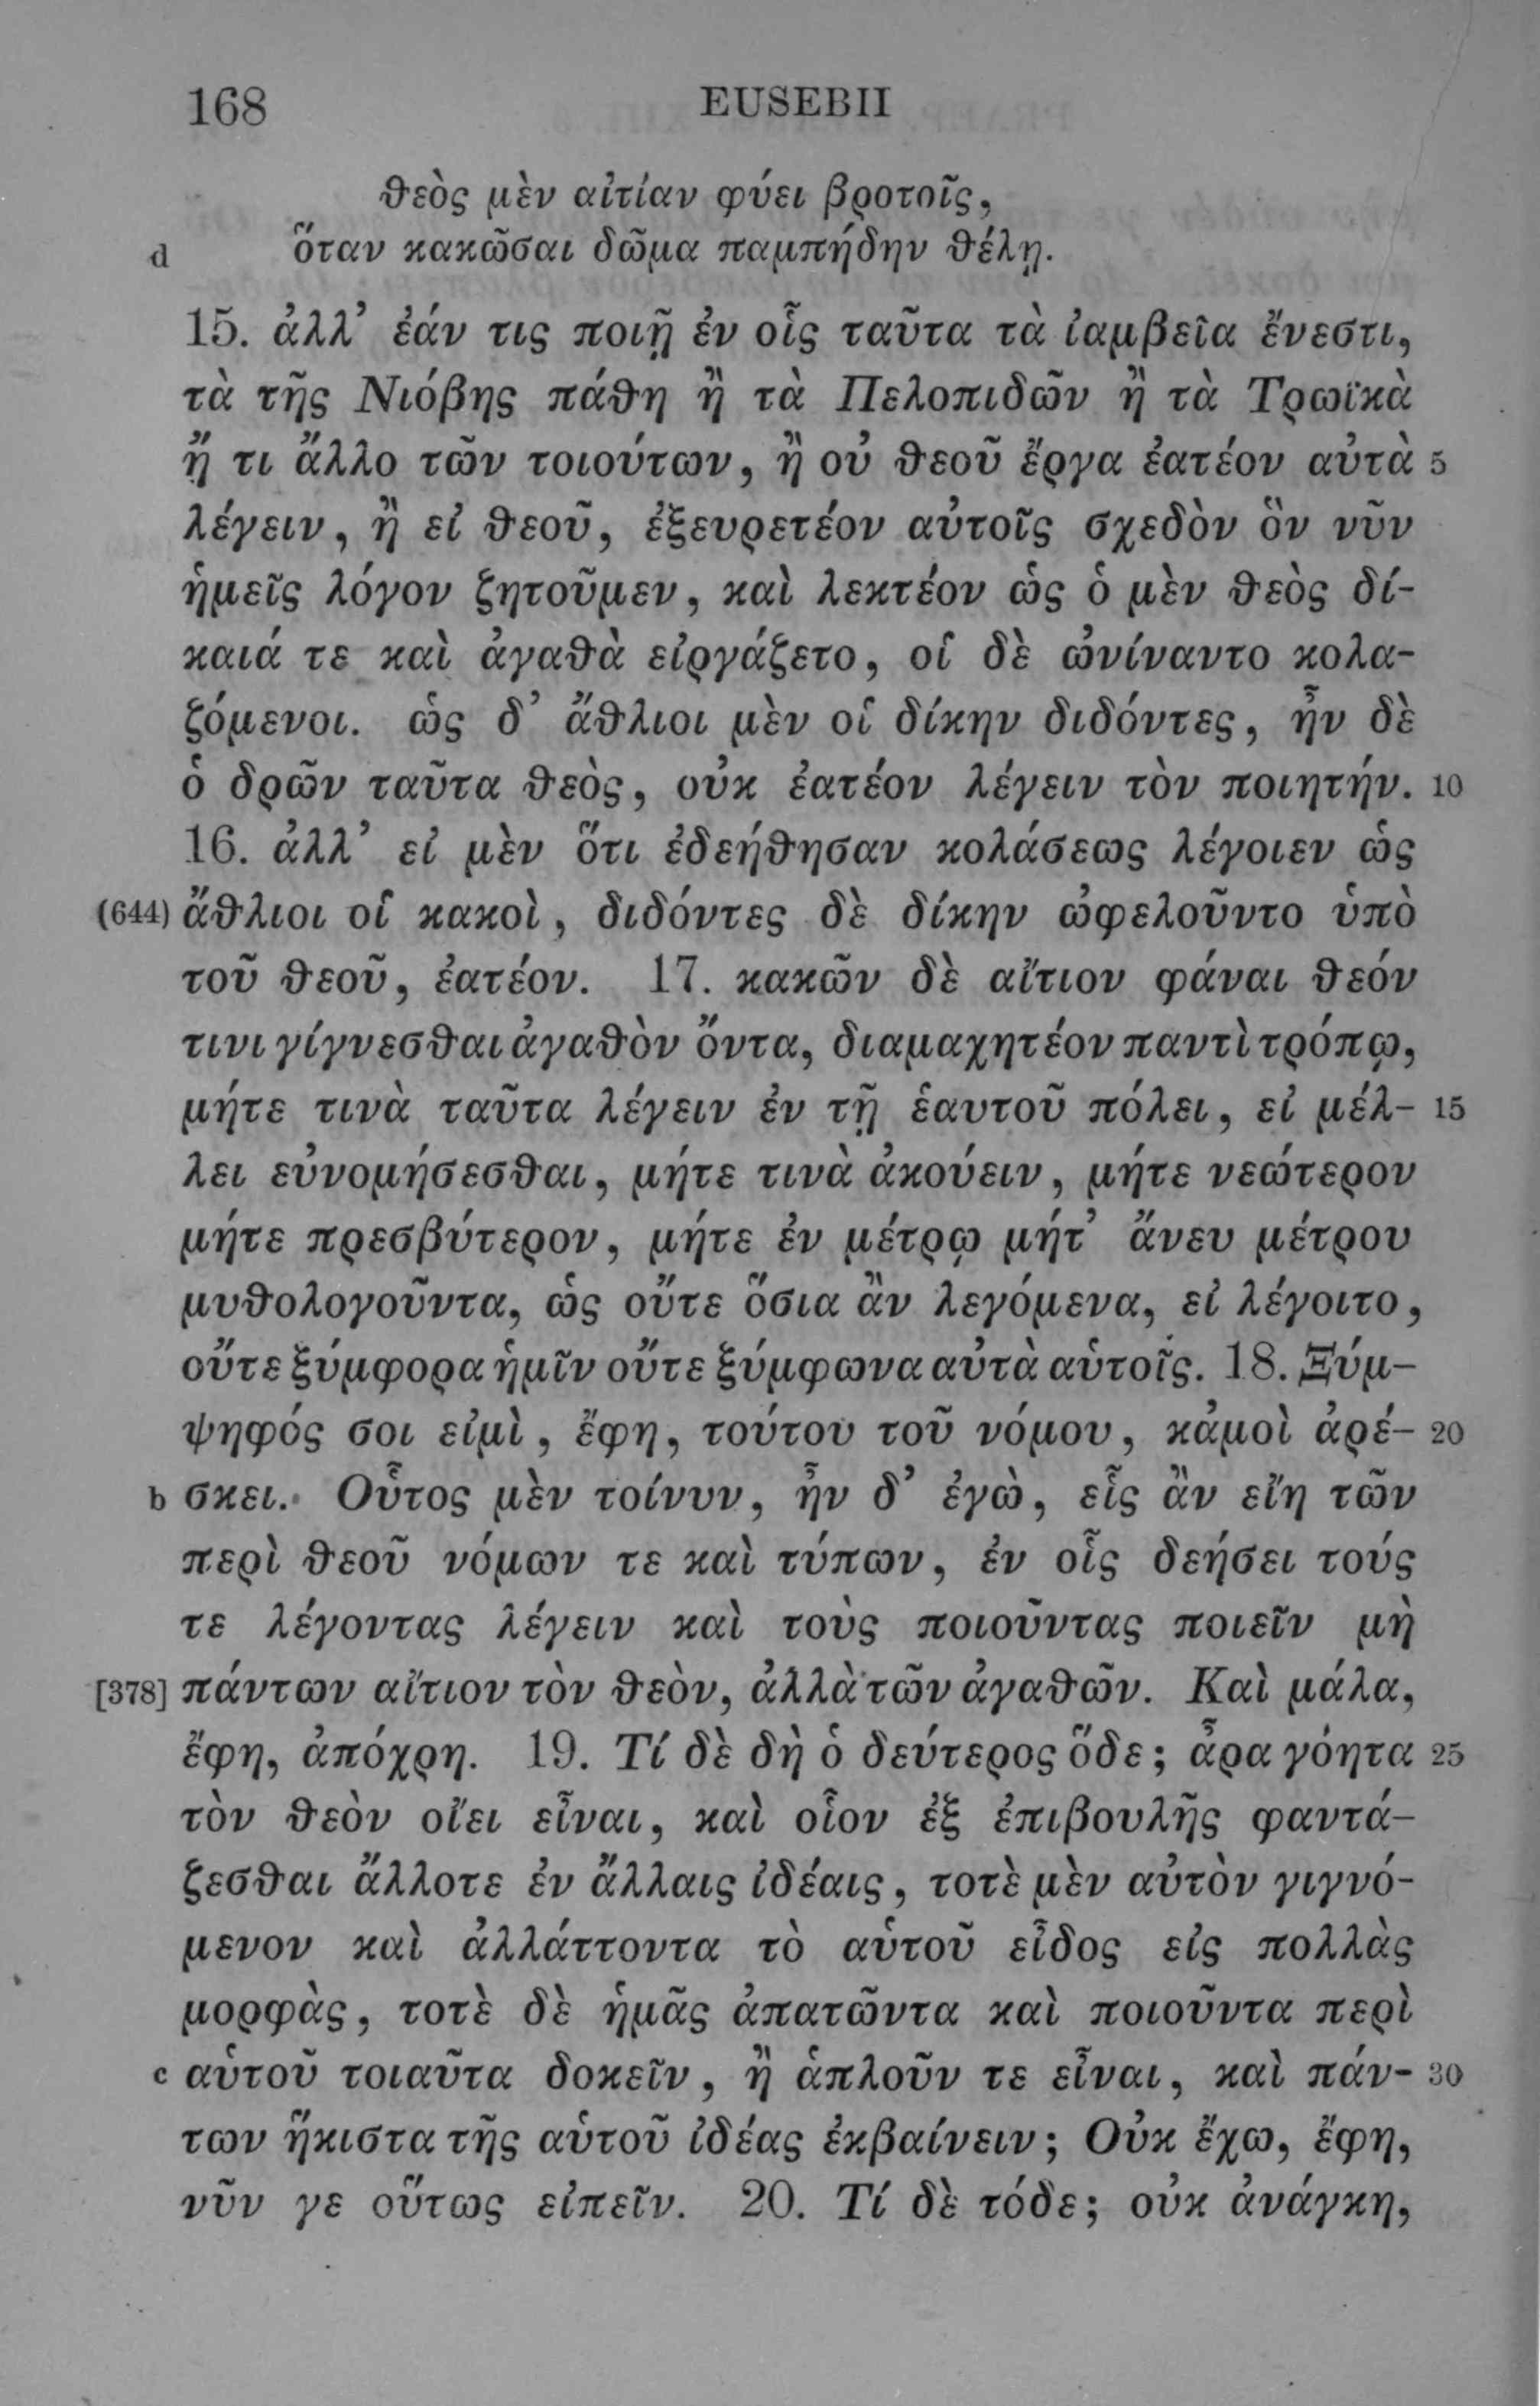 168 EUSEBII
θεὸς μὲν αἰτίαν φύει βροτοῖς,
d ὅταν κακῶσαι δῶμα παμπήδην θέλῃ.
15. ἀλλ’ ἐάν τις ποιῇ ἐν οἷς ταῦτα τὰ ἰαμβεῖα ἔνεστι,
τὰ τῆς Νιόβης πάθη ἢ τὰ Πελοπιδῶν ἢ τὰ Τρωϊκὰ
ἤ τι ἄλλο τῶν τοιούτων, ἢ οὐ θεοῦ ἔργα ἐατέον αὐτὰ 5
λέγειν, ἢ εἰ θεοῦ, ἐξευρετέον αὐτοῖς σχεδὸν ὃν νῦν
ἡμεῖς λόγον ζητοῦμεν, καὶ λεκτέον ὡς ὁ μὲν θεὸς δί-
καιά τε καὶ ἀγαθὰ εἰργάζετο, οἱ δὲ ὠνίναντο κολα-
ζόμενοι. ὡς δ’ ἄθλιοι μὲν οἱ δίκην διδόντες, ἦν δὲ
ὁ δρῶν ταῦτα θεὸς, οὐκ ἐατέον λέγειν τὸν ποιητήν. 10
16. ἀλλ’ εἰ μὲν ὅτι ἐδεήθησαν κολάσεως λέγοιεν ὡς
(644) ἄθλιοι οἱ κακοὶ, διδόντες δὲ δίκην ὠφελοῦντο ὑπὸ
τοῦ θεοῦ, ἐατέον. 17. κακῶν δὲ αἴτιον φάναι θεόν
τινι γίγνεσθαι ἀγαθὸν ὄντα, διαμαχητέον παντὶ τρόπῳ,
μήτε τινὰ ταῦτα λέγειν ἐν τῇ ἑαυτοῦ πόλει, εἰ μέλ- 15
λει εὐνομήσεσθαι, μήτε τινὰ ἀκούειν, μήτε νεώτερον
μήτε πρεσβύτερον, μήτε ἐν μέτρῳ μήτ’ ἄνευ μέτρου
μυθολογοῦντα, ὡς οὔτε ὅσια ἂν λεγόμενα, εἰ λέγοιτο,
οὔτε ξύμφορα ἡμῖν οὔτε ξύμφωνα αὐτὰ αὑτοῖς. 18. Ξύμ-
ψηφός σοι εἰμὶ, ἔφη, τούτου τοῦ νόμου, κἀμοὶ ἀρέ- 20
b σκει. Οὗτος μὲν τοίνυν, ἦν δ’ ἐγὼ, εἷς ἂν εἴη τῶν
περὶ θεοῦ νόμων τε καὶ τύπων, ἐν οἷς δεήσει τούς
τε λέγοντας λέγειν καὶ τοὺς ποιοῦντας ποιεῖν μὴ
[378] πάντων αἴτιον τὸν θεὸν, ἀλλὰ τῶν ἀγαθῶν. Καὶ μάλα,
ἔφη, ἀπόχρη. 19. Τί δὲ δὴ ὁ δεύτερος ὅδε; ἆρα γόητα 25
τὸν θεὸν οἴει εἶναι, καὶ οἷον ἐξ ἐπιβουλῆς φαντά-
ζεσθαι ἄλλοτε ἐν ἄλλαις ἰδέαις, τοτὲ μὲν αὐτὸν γιγνό-
μενον καὶ ἀλλάττοντα τὸ αὑτοῦ εἶδος εἰς πολλὰς
μορφὰς, τοτὲ δὲ ἡμᾶς ἀπατῶντα καὶ ποιοῦντα περὶ
c αὑτοῦ τοιαῦτα δοκεῖν, ἢ ἁπλοῦν τε εἶναι, καὶ πάν- 30
των ἥκιστα τῆς αὑτοῦ ἰδέας ἐκβαίνειν; Οὐκ ἔχω, ἔφη,
νῦν γε οὕτως εἰπεῖν. 20. Τί δὲ τόδε; οὐκ ἀνάγκη,